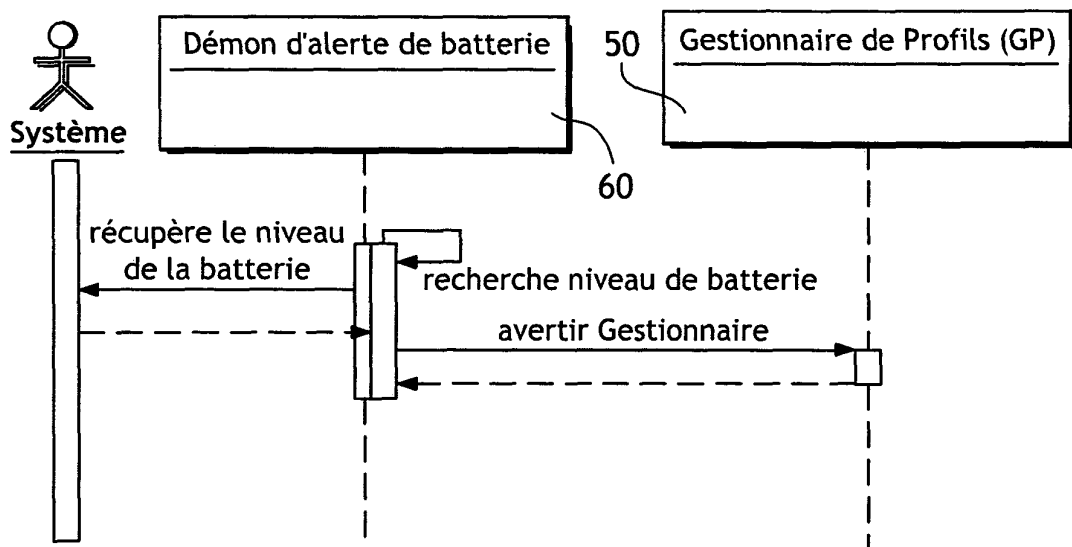 Démon d'alerte de batterie
50
Gestionnaire de Profils (GP)
Système
60
récupère le niveau
de la batterie
recherche niveau de batterie
avertir Gestionnaire